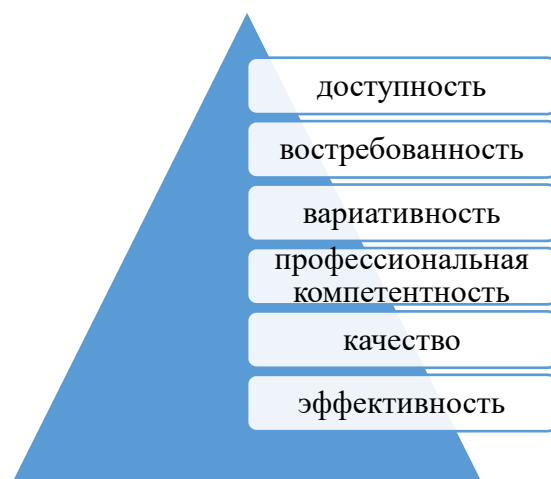 доступность
востребованность
вариативность
профессиональная
компетентность
качество
эффективность